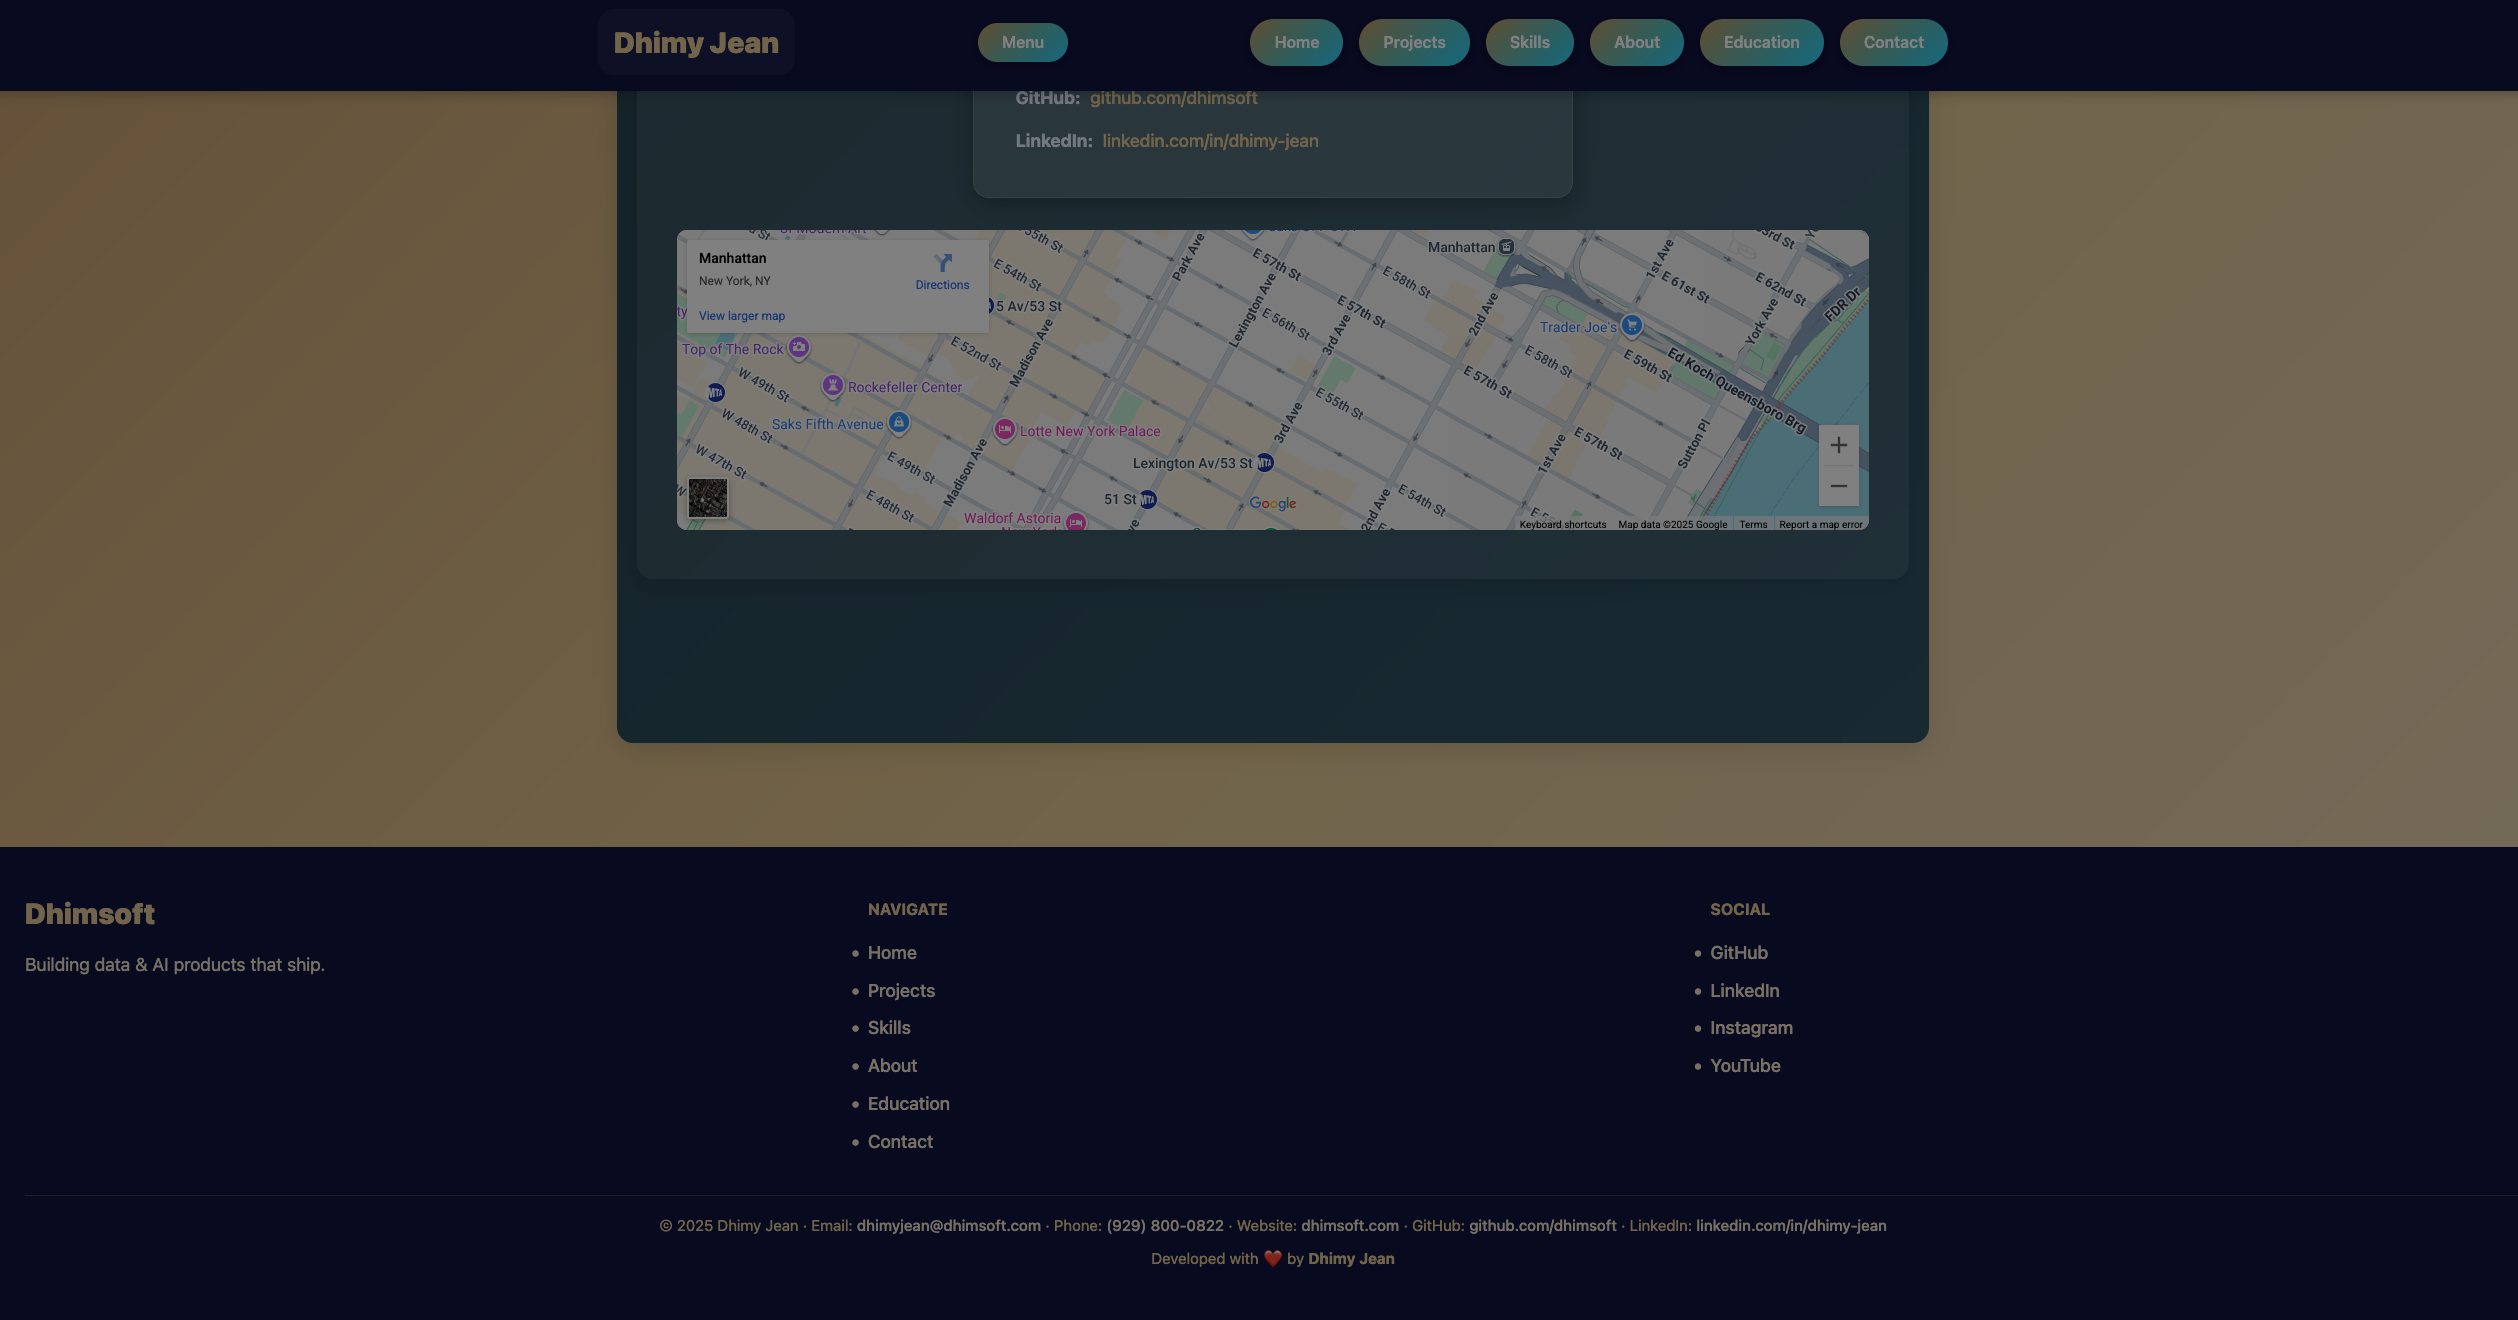 Dhimy Jean
Menu
Home
Projects
Skills
About
Education
Contact
GitHub: github.com/dhimsoft
LinkedIn: linkedin.com/in/dhimy-jean
Manhattan
New York, NY
Directions
View larger map
of Modern Art
5 Av/53 St
E 55th St
E 54th St
Park Ave
Lexington Ave
E 57th St
E 58th St
Manhattan
1st Ave
E 61st St
E 62nd St
63rd St
FDR Dr
York Ave
Trader Joe's
2nd Ave
3rd Ave
E 57th St
E 56th St
E 52nd St
Madison Ave
Top of The Rock
Rockefeller Center
W 49th St
W 48th St
W 47th St
Saks Fifth Avenue
Lotte New York Palace
E 49th St
E 48th St
Madison Ave
E 55th St
3rd Ave
E 57th St
E 58th St
E 59th St
Ed Koch Queensboro Brg
Sutton Pl
E 57th St
1st Ave
Lexington Av/53 St
51 St
Waldorf Astoria
New York
Google
2nd Ave
E 54th St
Keyboard shortcuts
Map data ©2025 Google
Terms
Report a map error
Dhimsoft
Building data & AI products that ship.
NAVIGATE
• Home
• Projects
• Skills
• About
• Education
• Contact
SOCIAL
• GitHub
• LinkedIn
• Instagram
• YouTube
© 2025 Dhimy Jean · Email: dhimyjean@dhimsoft.com · Phone: (929) 800-0822 · Website: dhimsoft.com · GitHub: github.com/dhimsoft · LinkedIn: linkedin.com/in/dhimy-jean
Developed with ❤️ by Dhimy Jean